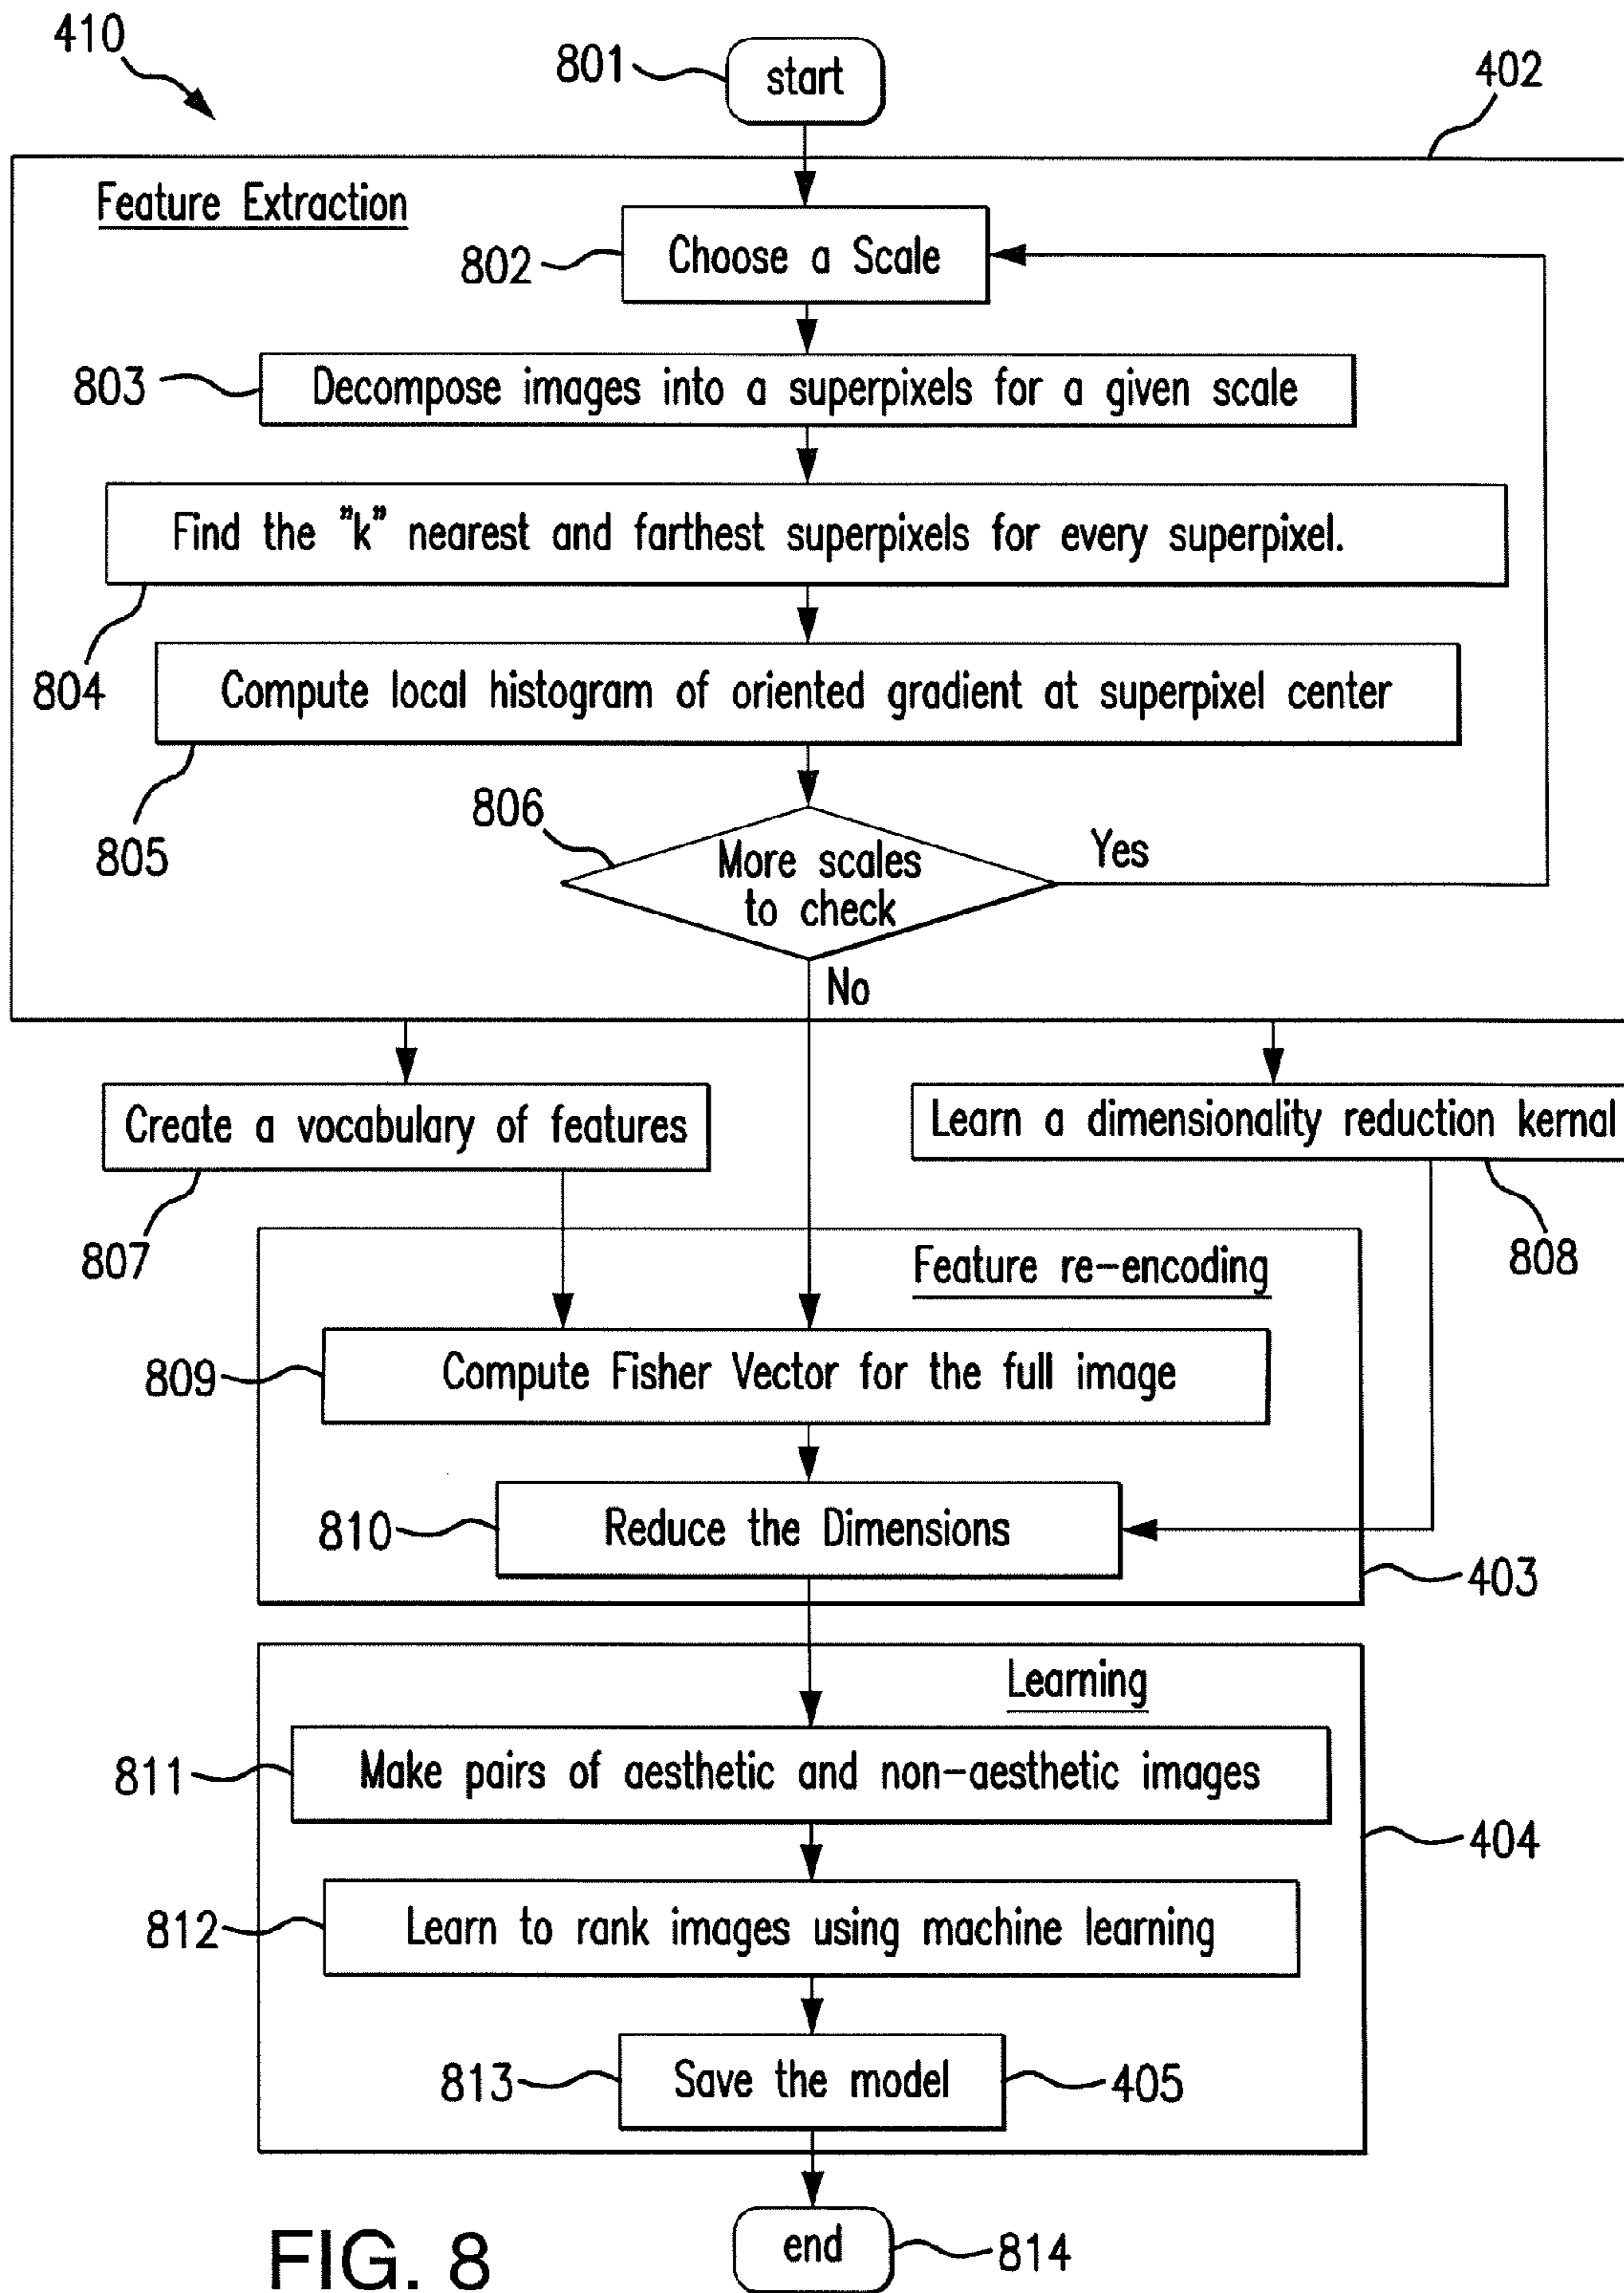 410
801
start
402
Feature Extraction
802
Choose a Scale
803
Decompose images into a superpixels for a given scale
Find the "k" nearest and farthest superpixels for every superpixel.
804
Compute local histogram of oriented gradient at superpixel center
805
806
More scales
to check
Yes
No
Create a vocabulary of features
Learn a dimensionality reduction kernal
807
808
Feature re-encoding
809
Compute Fisher Vector for the full image
810
Reduce the Dimensions
403
Learning
811
Make pairs of aesthetic and non-aesthetic images
404
812
Learn to rank images using machine learning
813
Save the model
405
end
814
FIG. 8